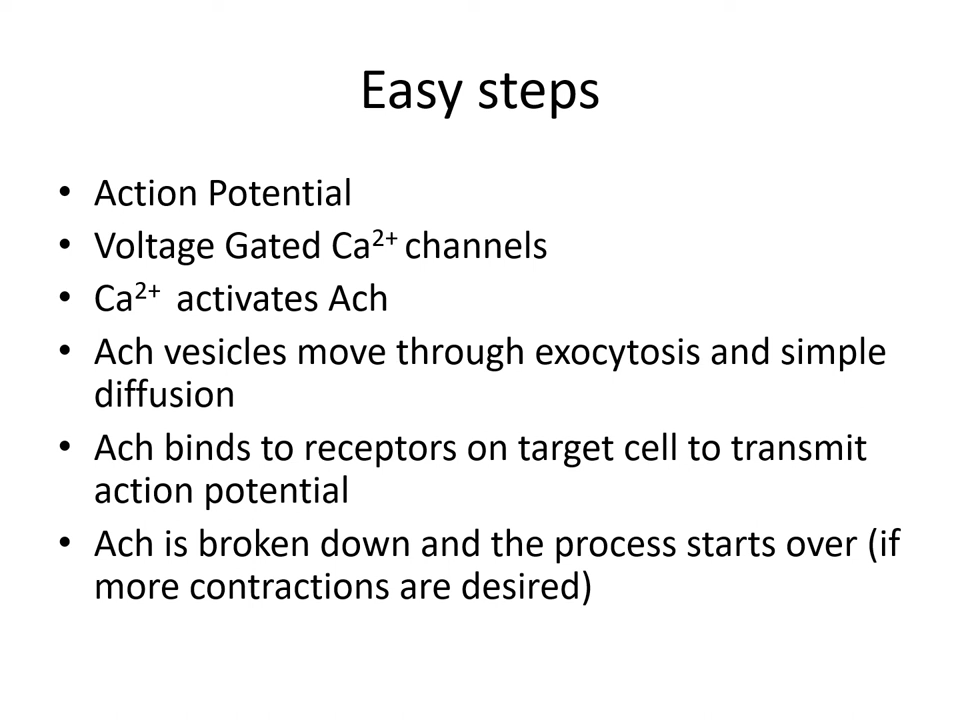 Easy steps
• Action Potential
• Voltage Gated Ca²⁺ channels
• Ca²⁺ activates Ach
• Ach vesicles move through exocytosis and simple
diffusion
• Ach binds to receptors on target cell to transmit
action potential
• Ach is broken down and the process starts over (if
more contractions are desired)